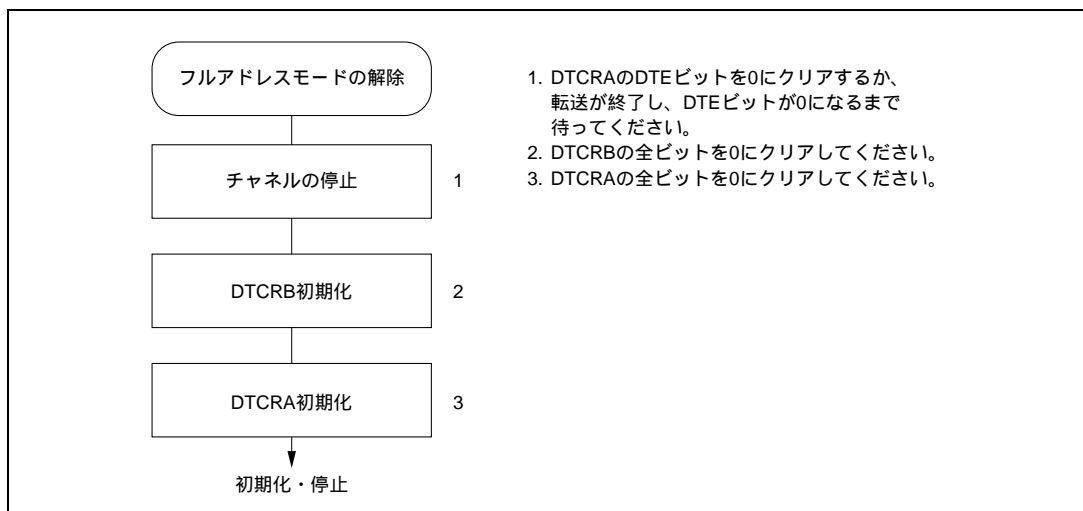 フルアドレスモードの解除
チャネルの停止 1
DTCRB初期化 2
DTCRA初期化 3
初期化・停止
1. DTCRAのDTEビットを0にクリアするか、
転送が終了し、DTEビットが0になるまで
待ってください。
2. DTCRBの全ビットを0にクリアしてください。
3. DTCRAの全ビットを0にクリアしてください。